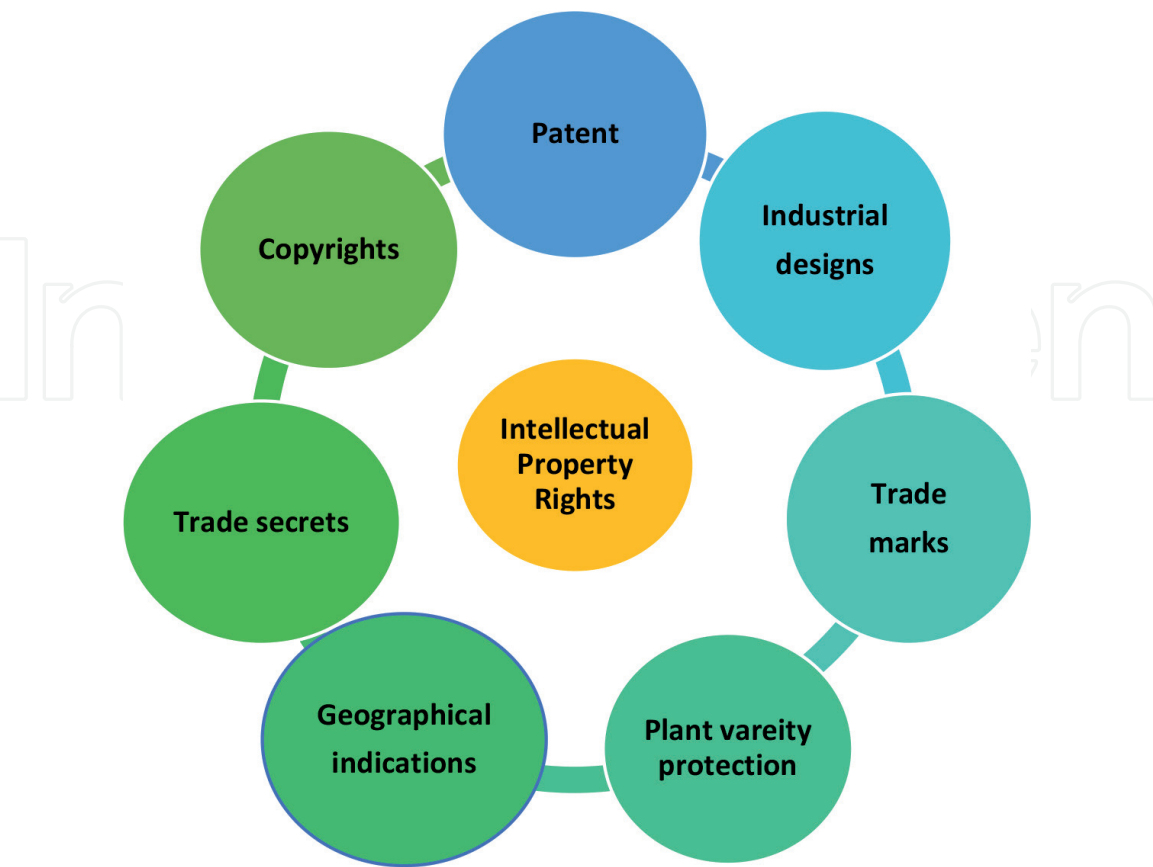 Patent
Industrial
designs
Copyrights
Intellectual
Property
Rights
Trade
marks
Trade secrets
Geographical
indications
Plant vareity
protection